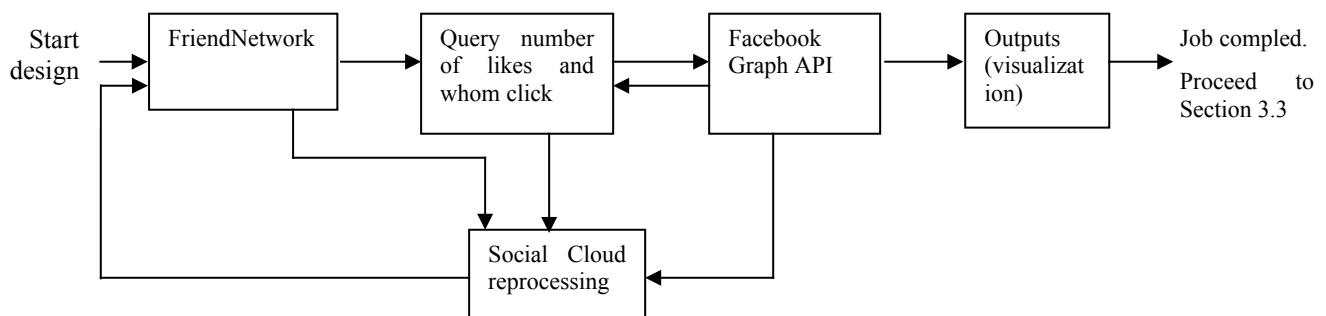 Start
design
FriendNetwork
Query number
of likes and
whom click
Facebook
Graph API
Outputs
(visualizat
ion)
Job compled.
Proceed to
Section 3.3
Social Cloud
reprocessing